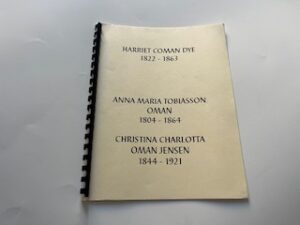 HARRIET COMAN DYE
1822 - 1863
ANNA MARIA TOBIASSON
OMAN
1804 - 1864
CHRISTINA CHARLOTTA
OMAN JENSEN
1844 - 1921